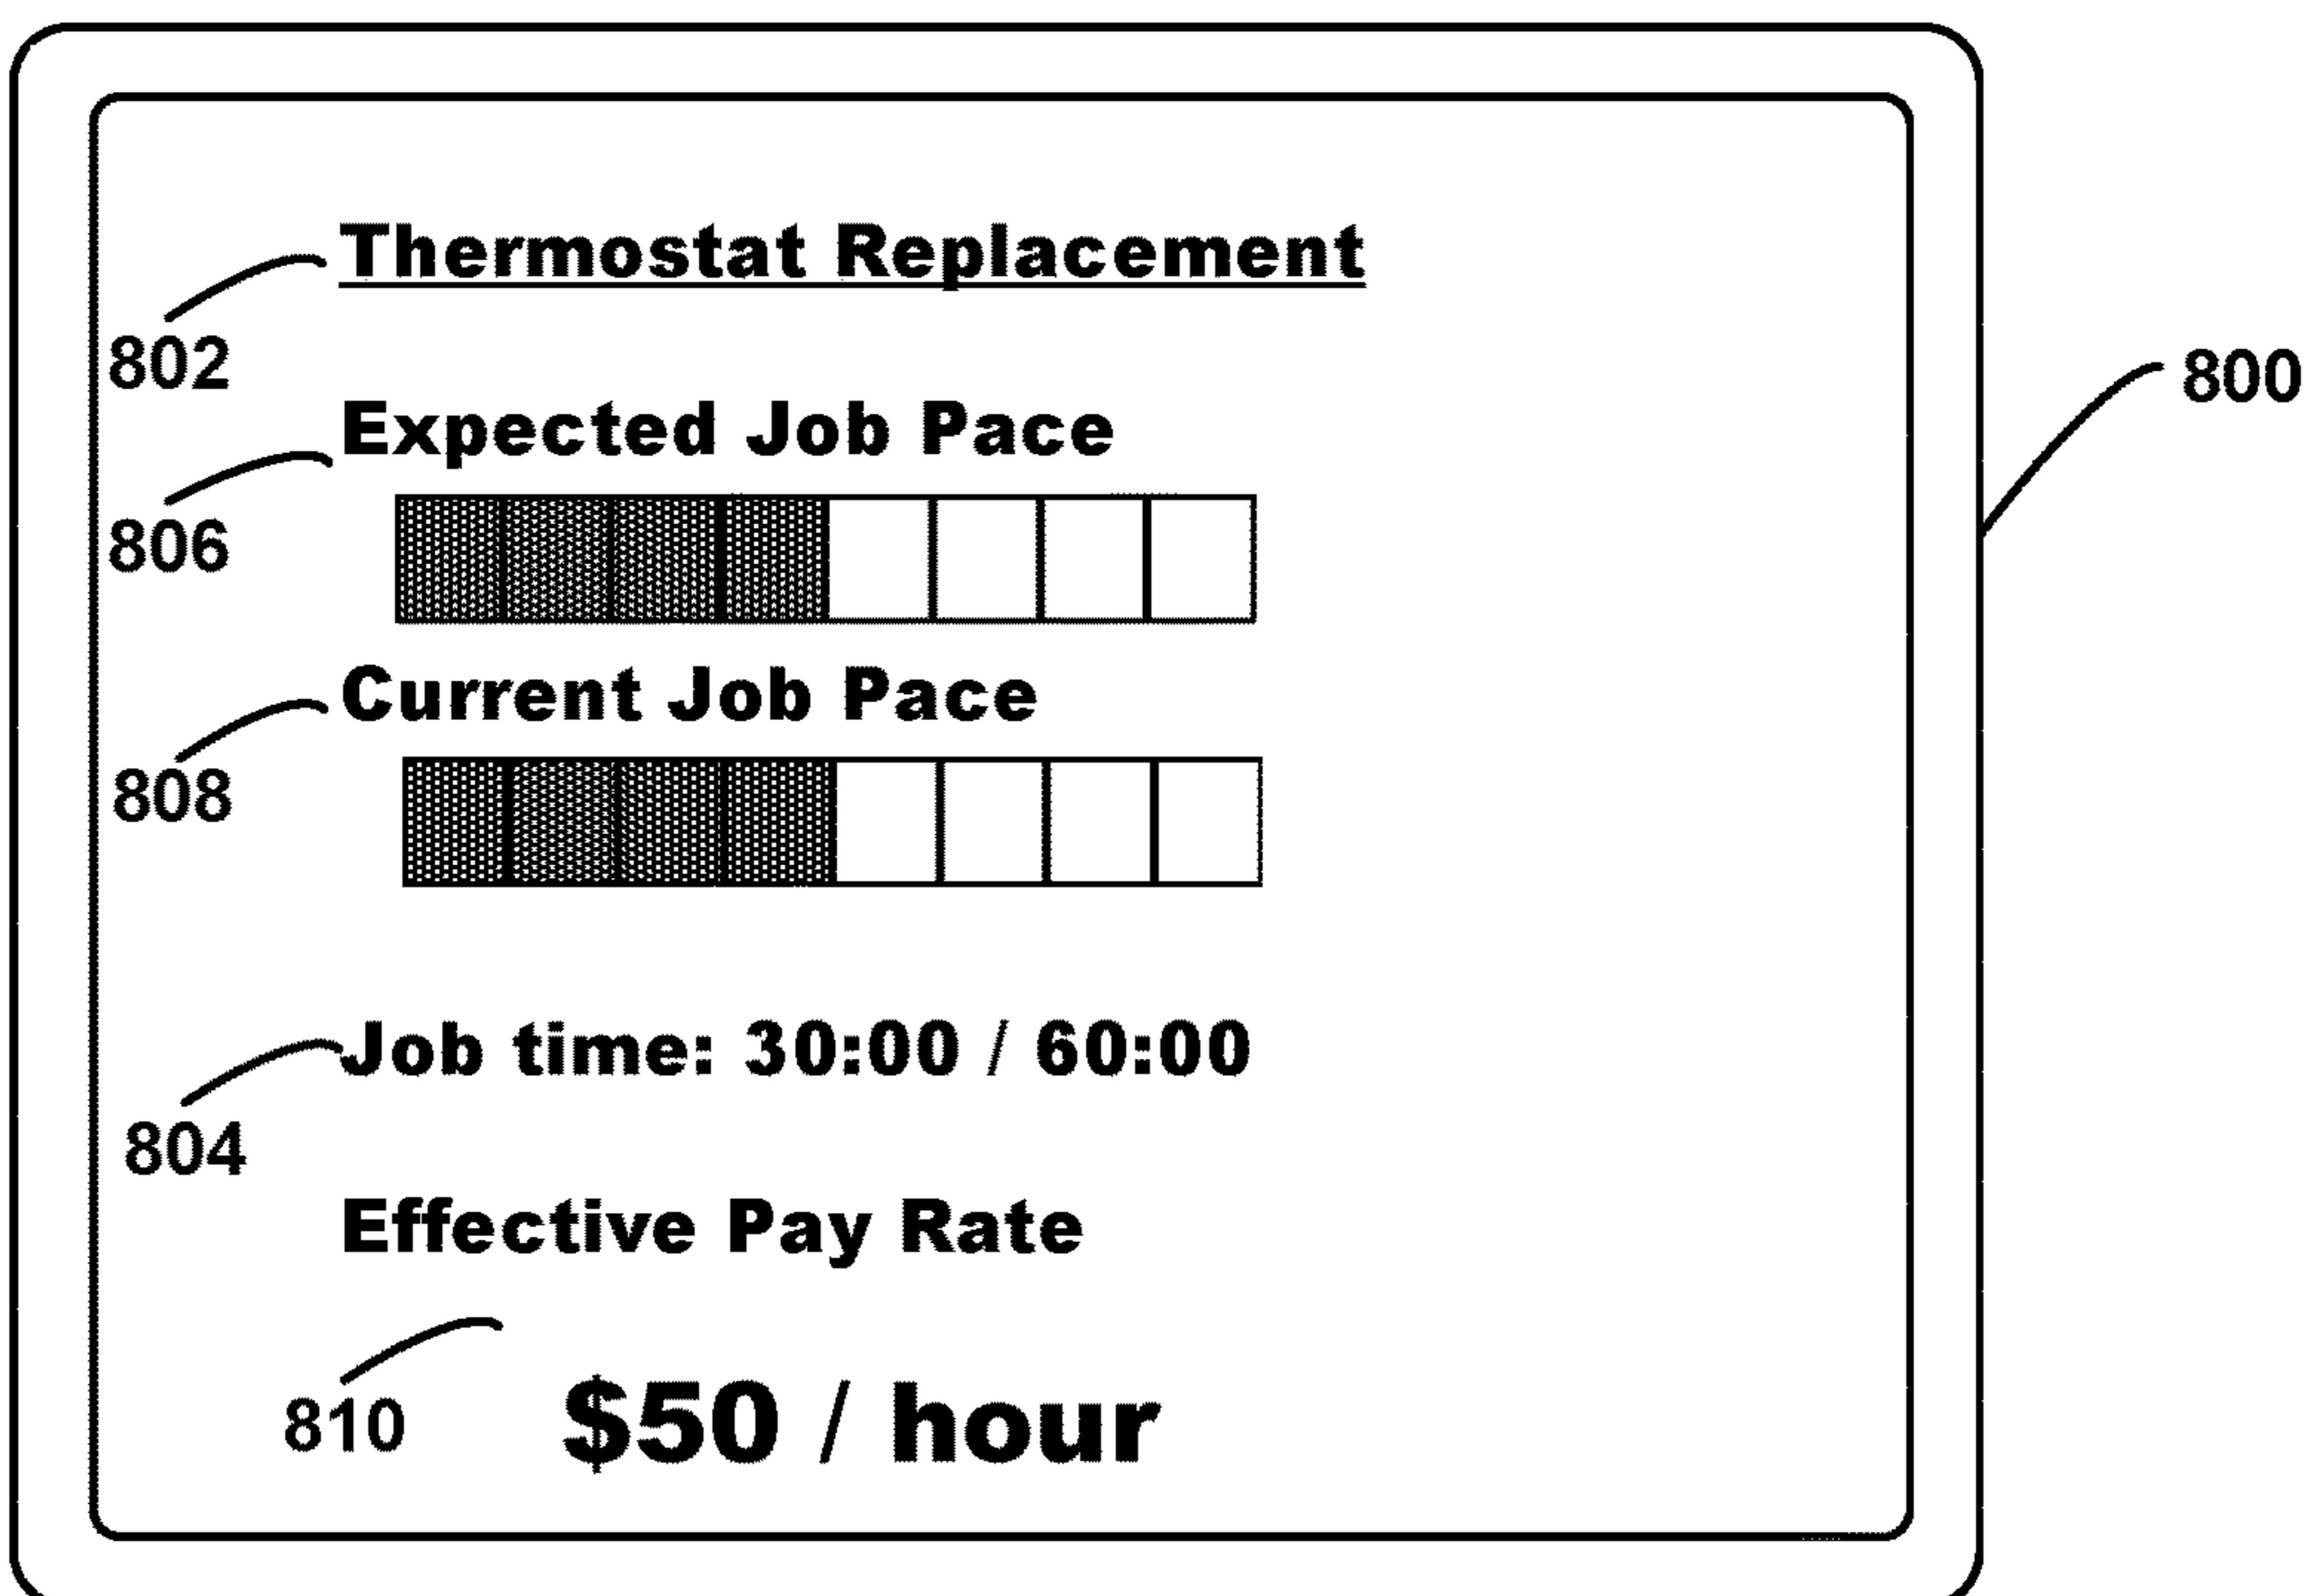 Thermostat Replacement
802
800
Expected Job Pace
806
Current Job Pace
808
Job time: 30:00 / 60:00
804
Effective Pay Rate
810
$50 / hour